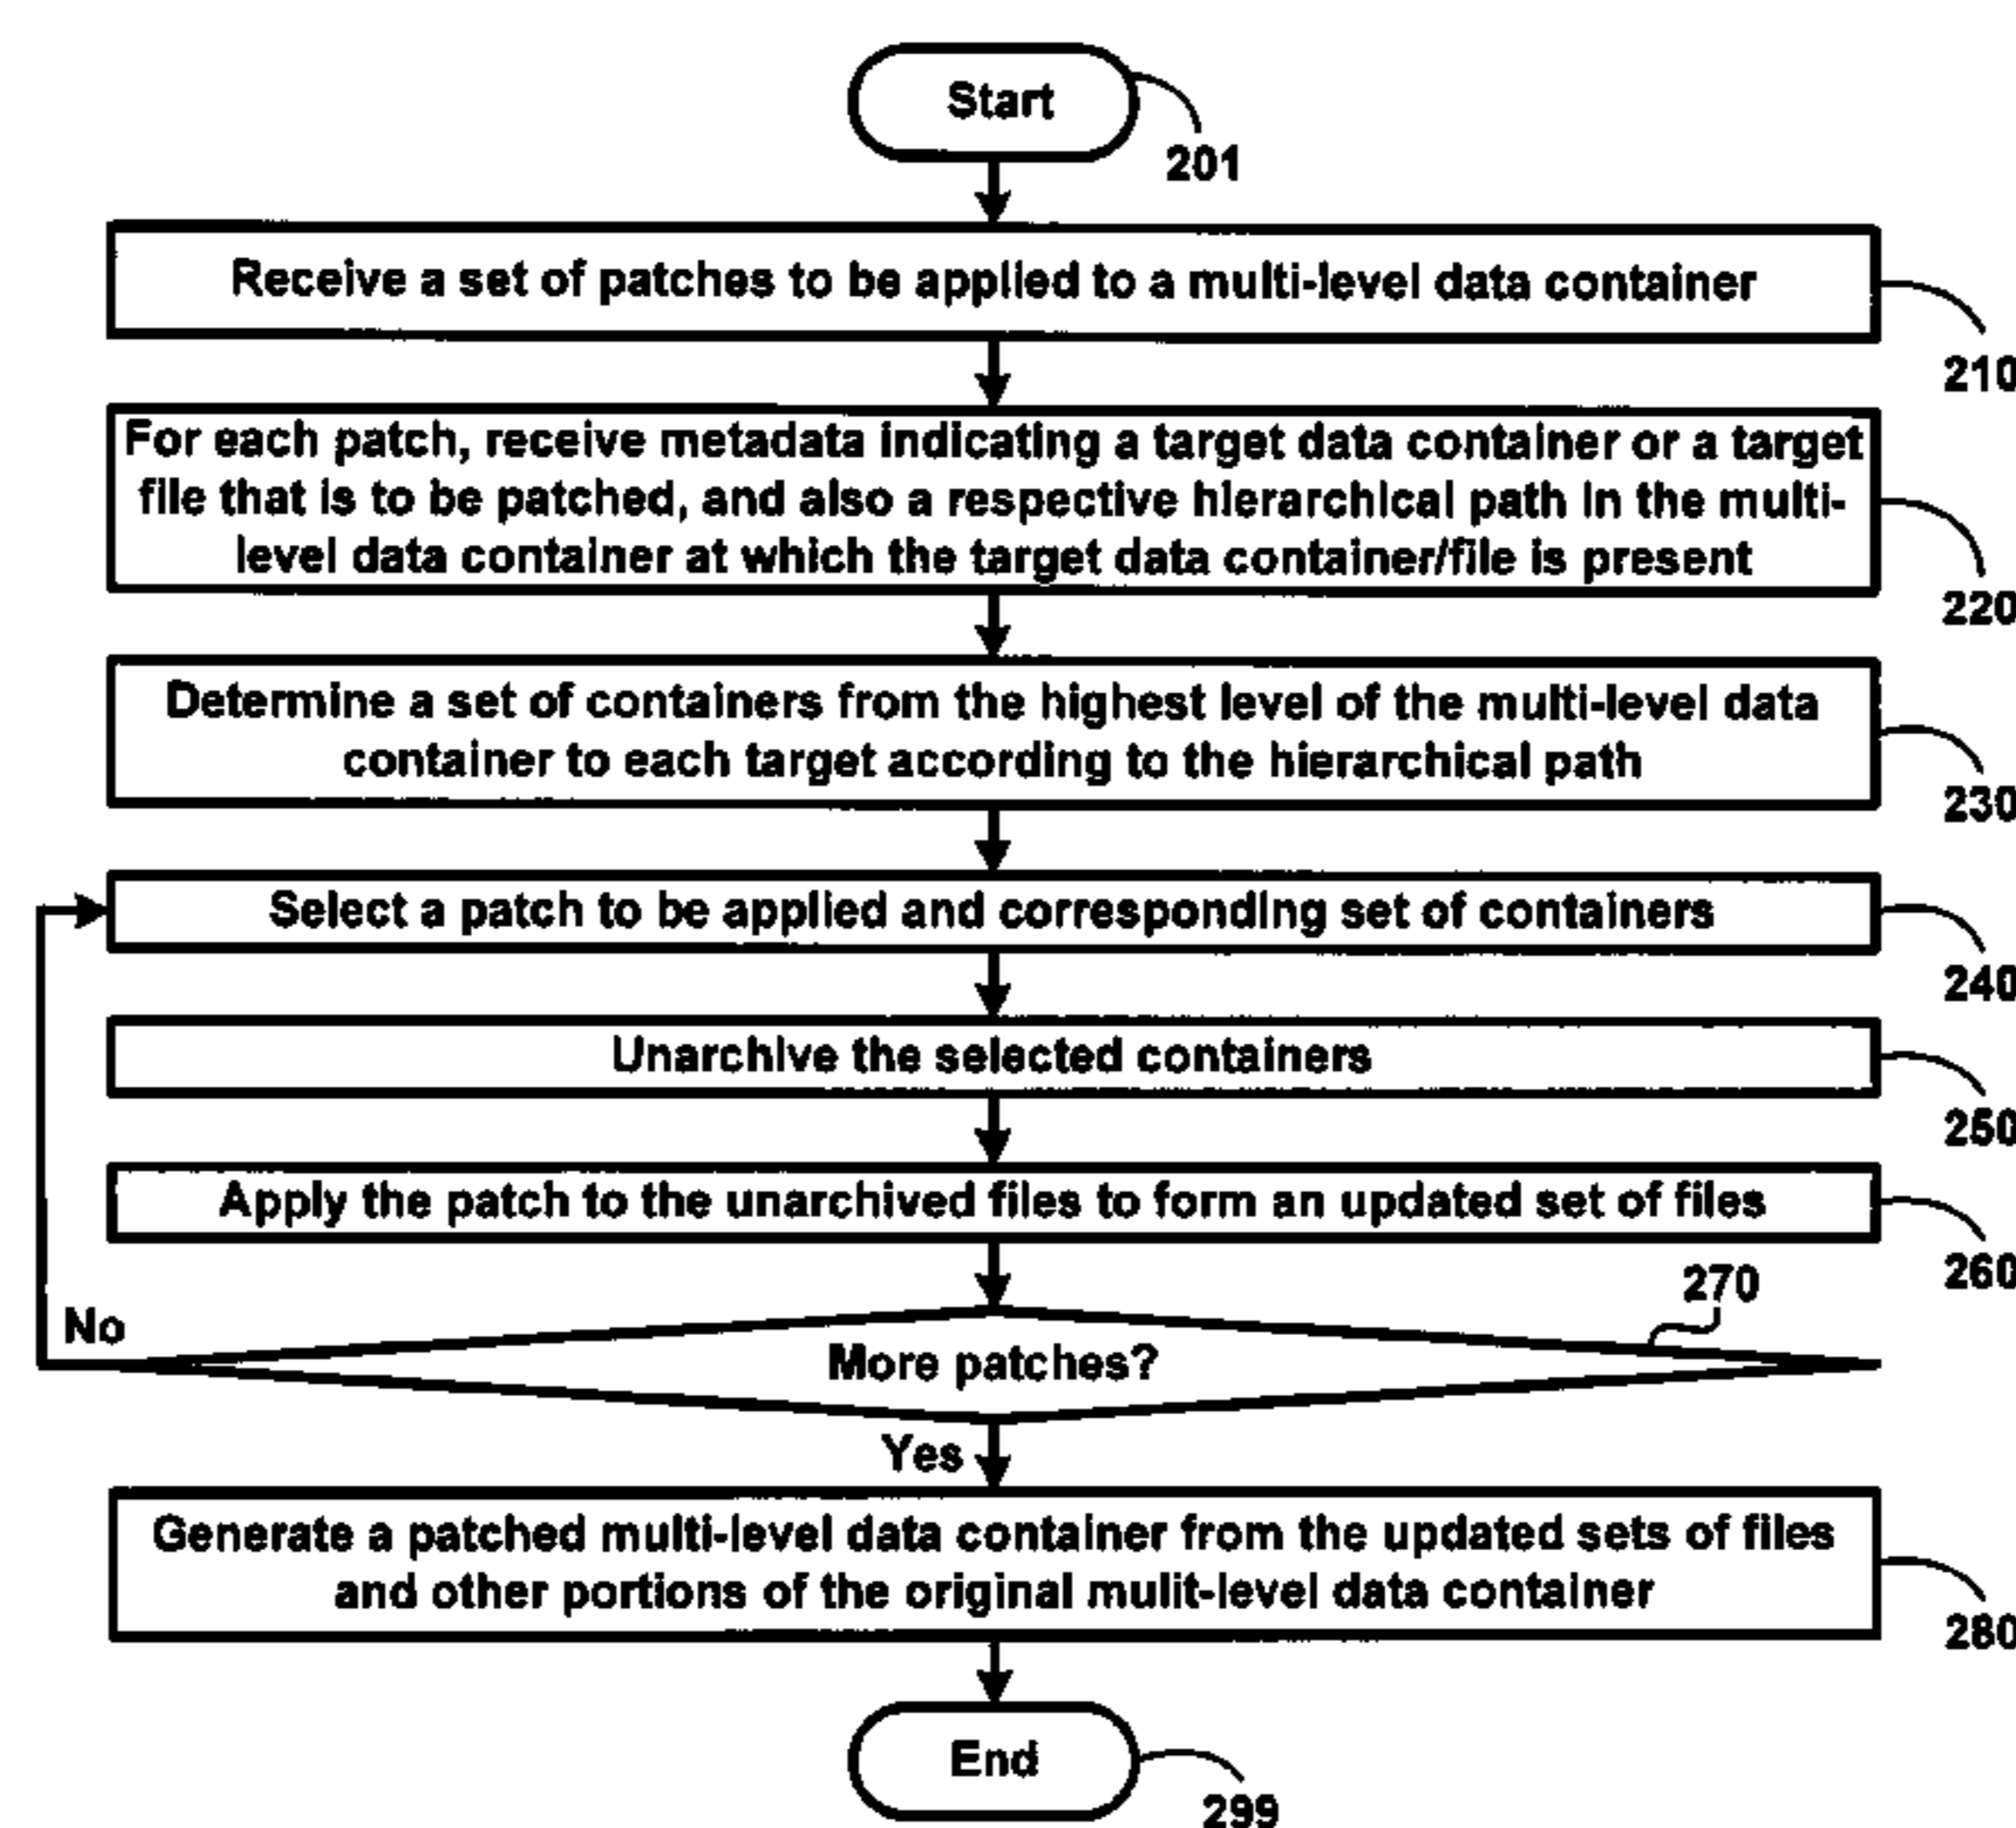 Start
201
Receive a set of patches to be applied to a multi-level data container
210
For each patch, receive metadata indicating a target data container or a target
file that is to be patched, and also a respective hierarchical path in the multi-
level data container at which the target data container/file is present
220
Determine a set of containers from the highest level of the multi-level data
container to each target according to the hierarchical path
230
Select a patch to be applied and corresponding set of containers
240
Unarchive the selected containers
250
Apply the patch to the unarchived files to form an updated set of files
260
270
No
More patches?
Yes
Generate a patched multi-level data container from the updated sets of files
and other portions of the original mulit-level data container
280
End
299